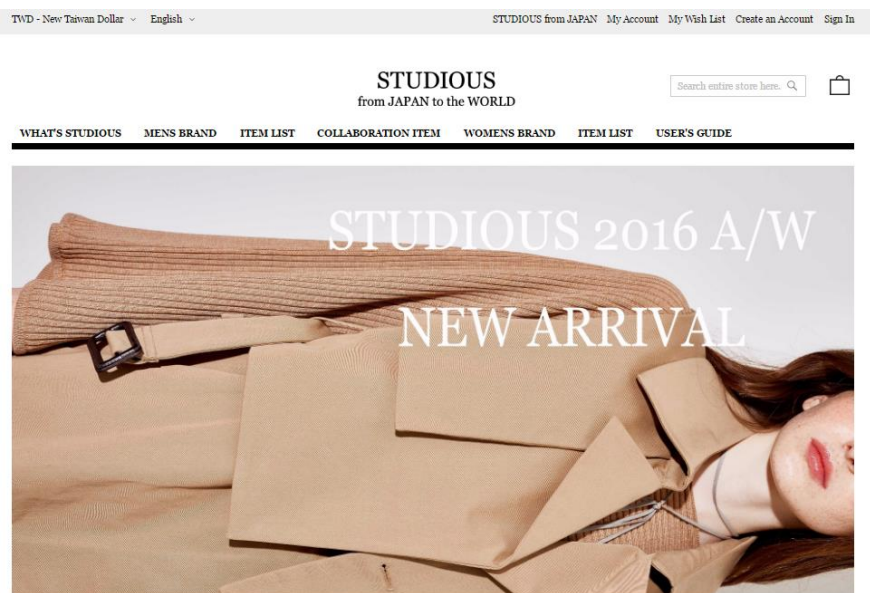 TWD - New Taiwan Dollar English STUDIOUS from JAPAN My Account My Wish List Create an Account Sign In
STUDIOUS
from JAPAN to the WORLD
Search entire store here.
WHAT'S STUDIOUS MENS BRAND ITEM LIST COLLABORATION ITEM WOMENS BRAND ITEM LIST USER'S GUIDE
STUDIOUS 2016 A/W
NEW ARRIVAL